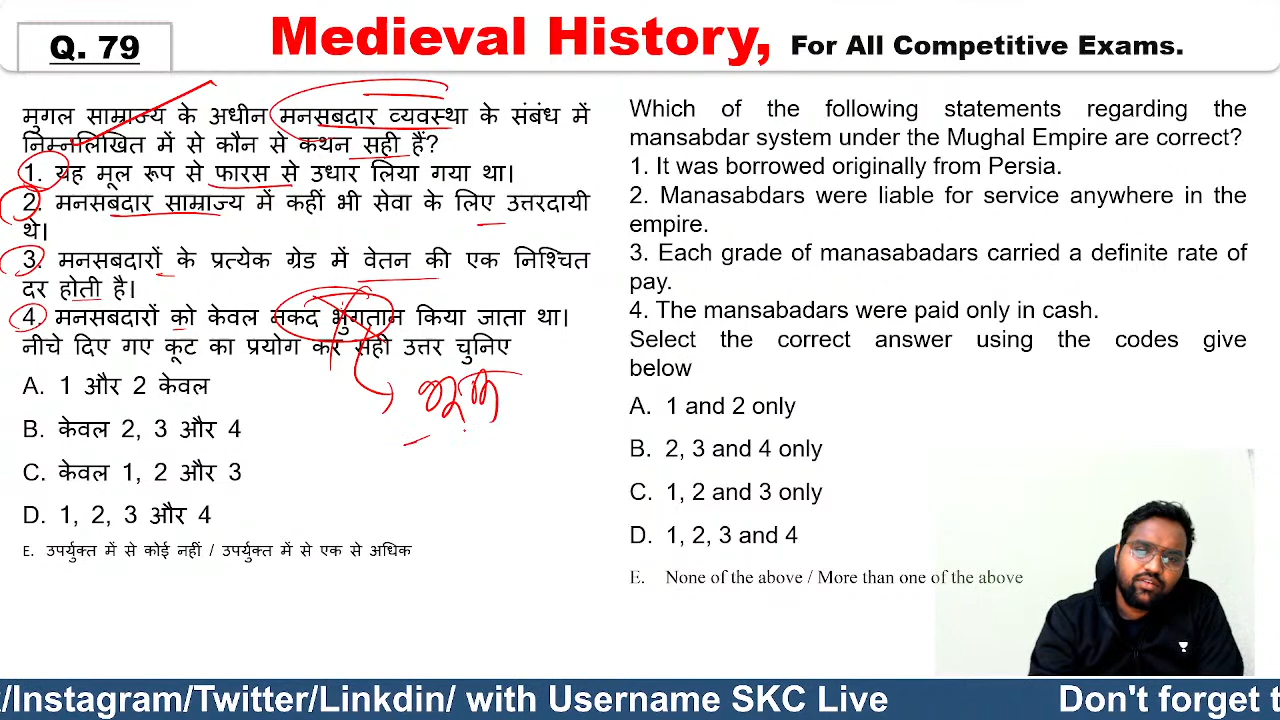 Q. 79
Medieval History, For All Competitive Exams.
मुगल साम्राज्य के अधीन मनसबदार व्यवस्था के संबंध में
निम्नलिखित में से कौन से कथन सही हैं?
1. यह मूल रूप से फारस से उधार लिया गया था।
2. मनसबदार साम्राज्य में कहीं भी सेवा के लिए उत्तरदायी
थे।
3. मनसबदारों के प्रत्येक ग्रेड में वेतन की एक निश्चित
दर होती है।
4. मनसबदारों को केवल नकद भुगतान किया जाता था।
नीचे दिए गए कूट का प्रयोग कर सही उत्तर चुनिए
A. 1 और 2 केवल
B. केवल 2, 3 और 4
C. केवल 1, 2 और 3
D. 1, 2, 3 और 4
E. उपर्युक्त में से कोई नहीं / उपर्युक्त में से एक से अधिक
Which of the following statements regarding the
mansabdar system under the Mughal Empire are correct?
1. It was borrowed originally from Persia.
2. Manasabdars were liable for service anywhere in the
empire.
3. Each grade of manasabadars carried a definite rate of
pay.
4. The mansabadars were paid only in cash.
Select the correct answer using the codes give
below
A. 1 and 2 only
B. 2, 3 and 4 only
C. 1, 2 and 3 only
D. 1, 2, 3 and 4
E. None of the above / More than one of the above
/Instagram/Twitter/Linkdin/ with Username SKC Live Don't forget t